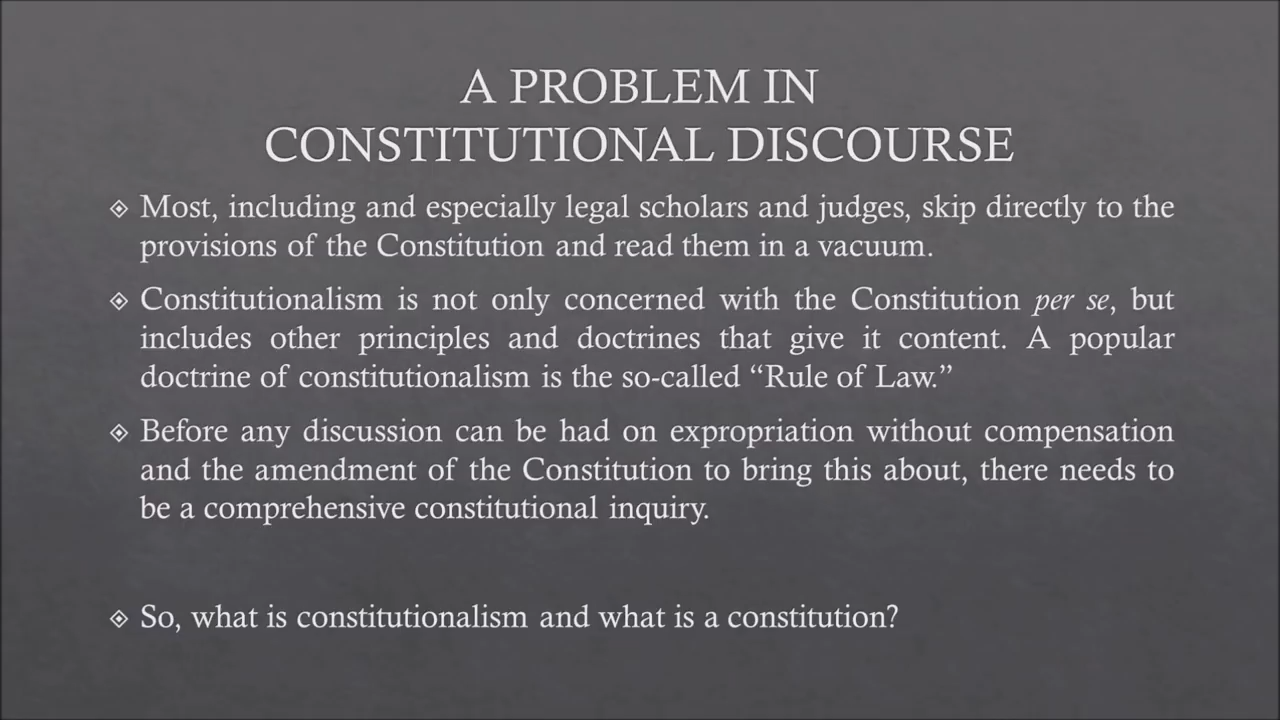 A PROBLEM IN
CONSTITUTIONAL DISCOURSE
Most, including and especially legal scholars and judges, skip directly to the
provisions of the Constitution and read them in a vacuum.
Constitutionalism is not only concerned with the Constitution per se, but
includes other principles and doctrines that give it content. A popular
doctrine of constitutionalism is the so-called “Rule of Law.”
Before any discussion can be had on expropriation without compensation
and the amendment of the Constitution to bring this about, there needs to
be a comprehensive constitutional inquiry.
So, what is constitutionalism and what is a constitution?